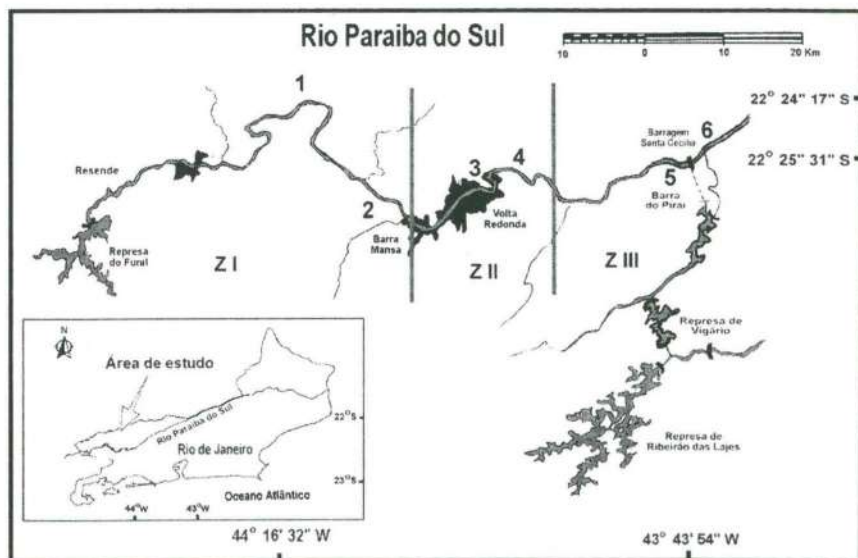 Rio Paraiba do Sul
10 0 10 20 Km
1
22° 24'' 17'' S
6
Barragem
Santa Cecília
22° 25'' 31'' S
Resende
3
4
5
Barra
do Piraí
2
Volta
Redonda
Barra
Mansa
Represa
do Funal
Z I
Z II
Z III
Represa de
Vigário
N
Área de estudo
Rio Paraiba do Sul
22°S
Rio de Janeiro
Represa de
Ribeirão das Lajes
Oceano Atlântico
23°S
44°W
43°W
44° 16' 32'' W
43° 43' 54'' W